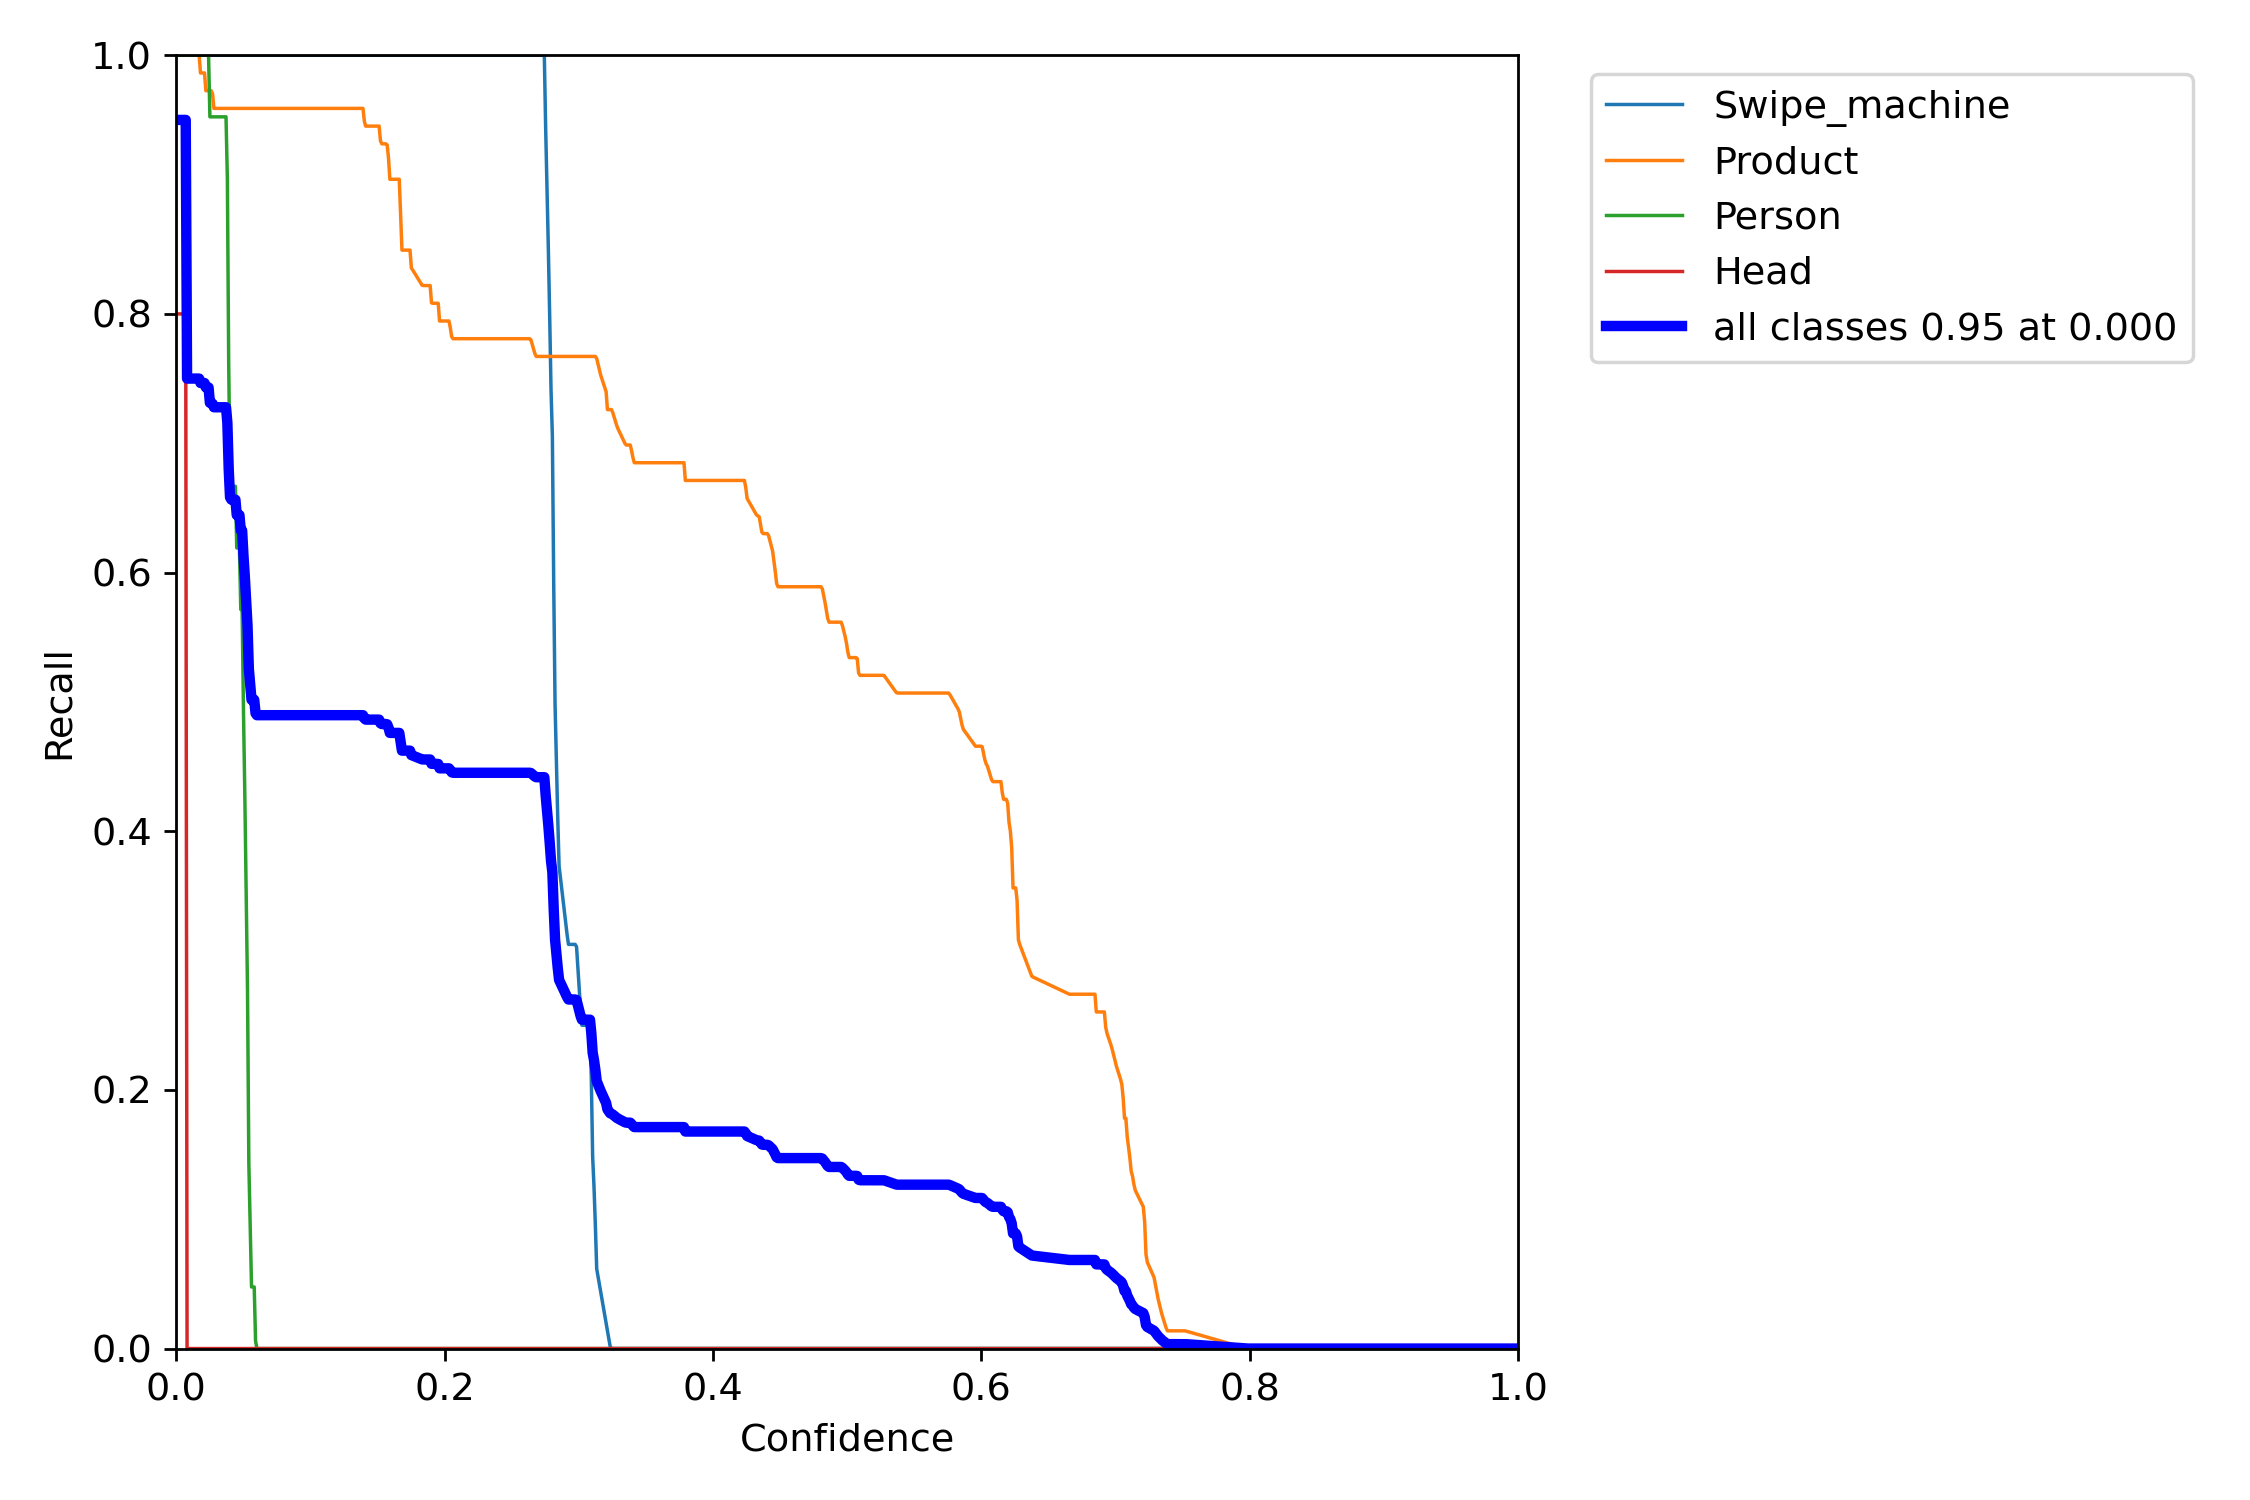 1.0
0.8
0.6
0.4
0.2
0.0
Recall
0.0 0.2 0.4 0.6 0.8 1.0
Confidence
Swipe_machine
Product
Person
Head
all classes 0.95 at 0.000